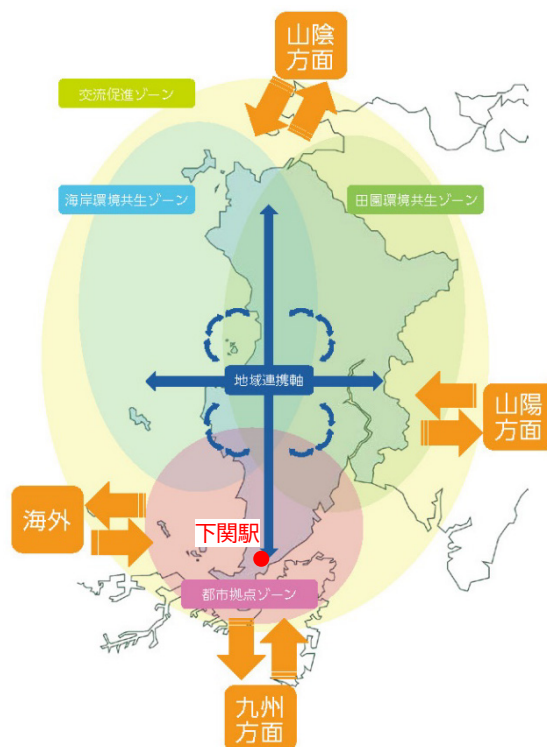 山陰
方面
交流促進ゾーン
海岸環境共生ゾーン
田園環境共生ゾーン
地域連携軸
山陽
方面
海外
下関駅
都市拠点ゾーン
九州
方面